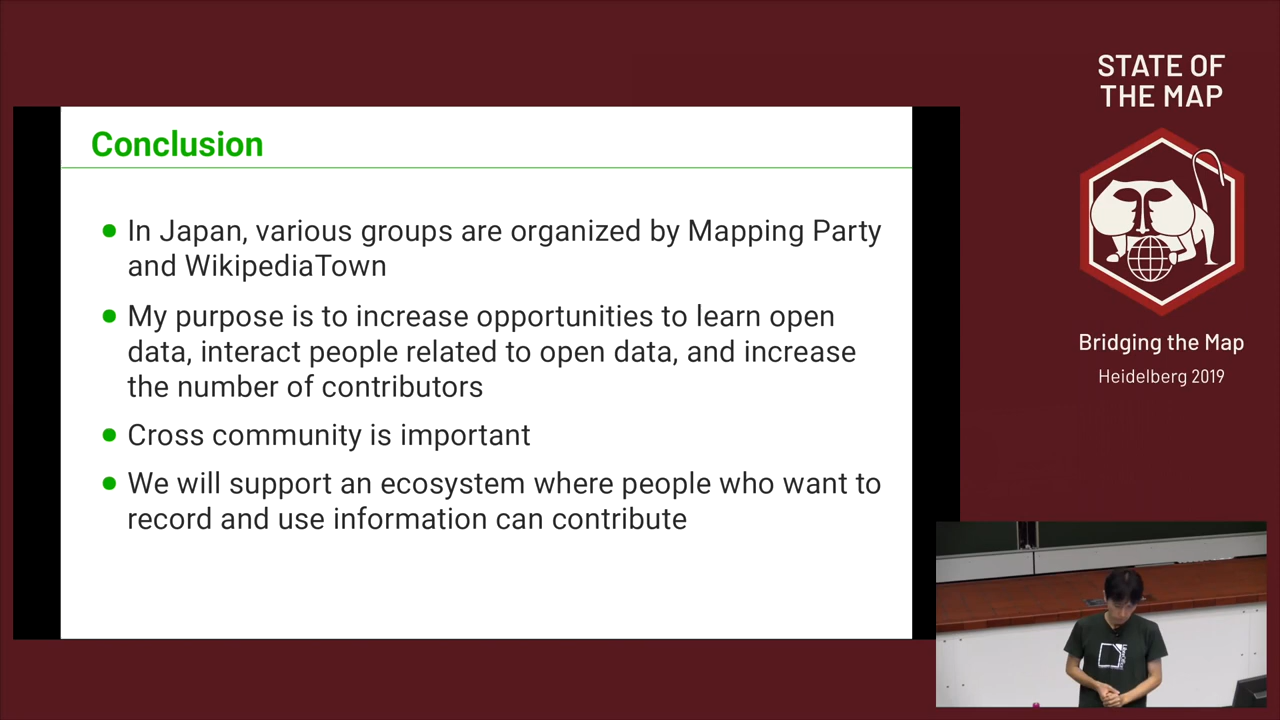 STATE OF
THE MAP
Conclusion
In Japan, various groups are organized by Mapping Party
and WikipediaTown
My purpose is to increase opportunities to learn open
data, interact people related to open data, and increase
the number of contributors
Cross community is important
We will support an ecosystem where people who want to
record and use information can contribute
Bridging the Map
Heidelberg 2019